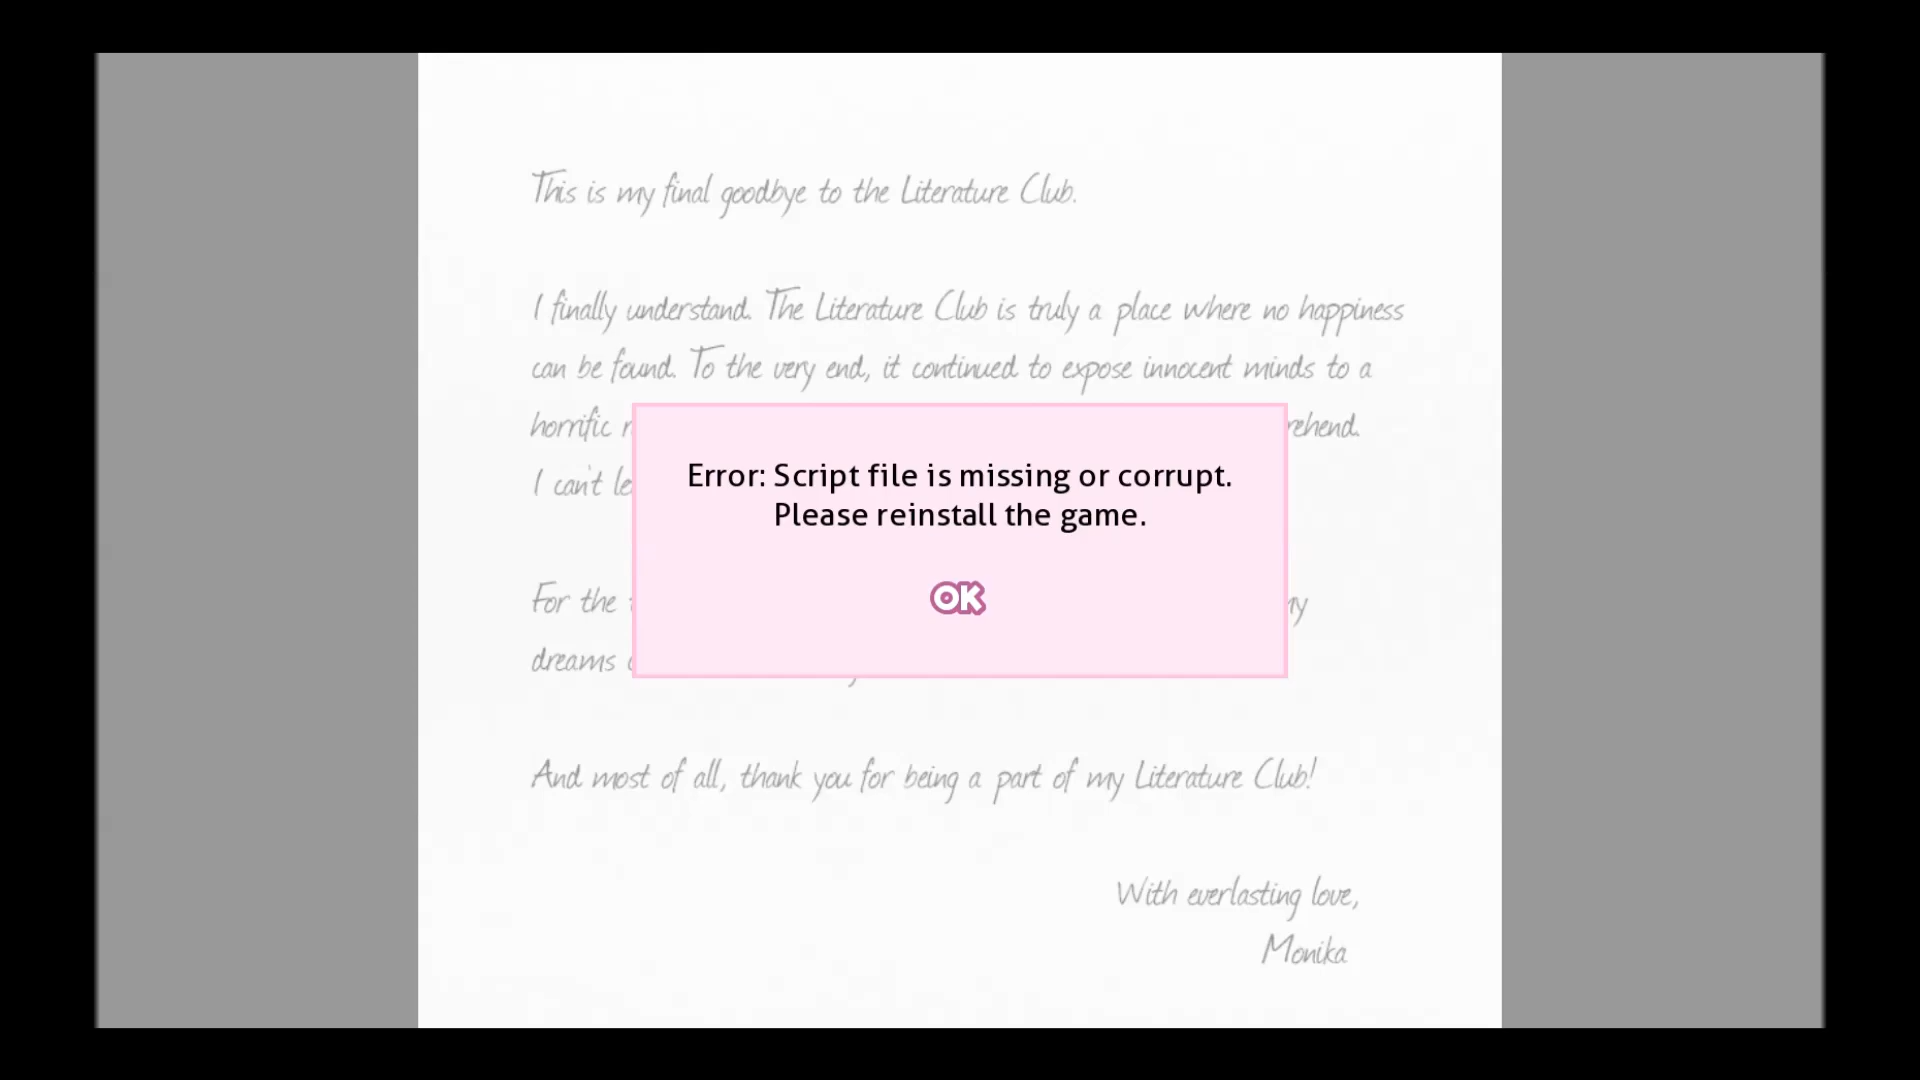 This is my final goodbye to the Literature Club.
I finally understand. The Literature Club is truly a place where no happiness
can be found. To the very end, it continued to expose innocent minds to a
horrific
I can't
Error: Script file is missing or corrupt.
Please reinstall the game.
OK
For the
dreams
And most of all, thank you for being a part of my Literature Club!
With everlasting love,
Monika